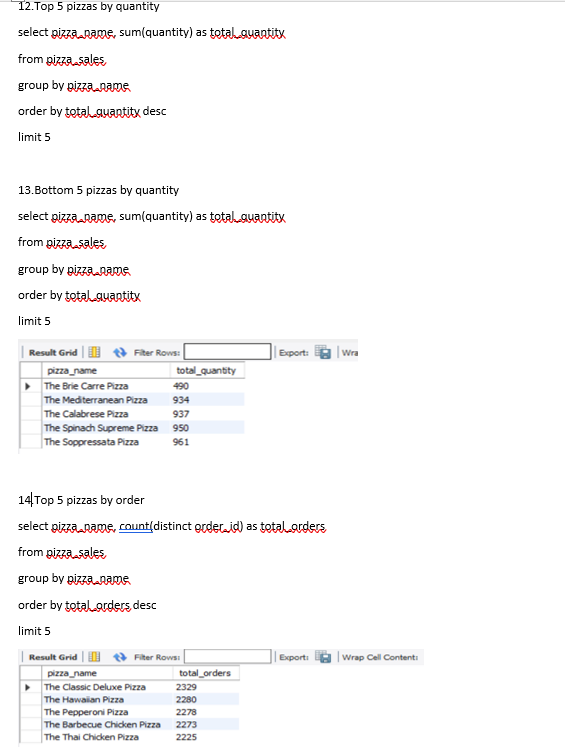 12.Top 5 pizzas by quantity
select pizza_name, sum(quantity) as total_quantity
from pizza_sales
group by pizza_name
order by total_quantity desc
limit 5
13.Bottom 5 pizzas by quantity
select pizza_name, sum(quantity) as total_quantity
from pizza_sales
group by pizza_name
order by total_quantity
limit 5
Result Grid Filter Rows: Export: Wra
pizza_name total_quantity
The Brie Carre Pizza 490
The Mediterranean Pizza 934
The Calabrese Pizza 937
The Spinach Supreme Pizza 950
The Soppressata Pizza 961
14.Top 5 pizzas by order
select pizza_name, count(distinct order_id) as total_orders
from pizza_sales
group by pizza_name
order by total_orders desc
limit 5
Result Grid Filter Rows: Export: Wrap Cell Content:
pizza_name total_orders
The Classic Deluxe Pizza 2329
The Hawaiian Pizza 2280
The Pepperoni Pizza 2278
The Barbecue Chicken Pizza 2273
The Thai Chicken Pizza 2225